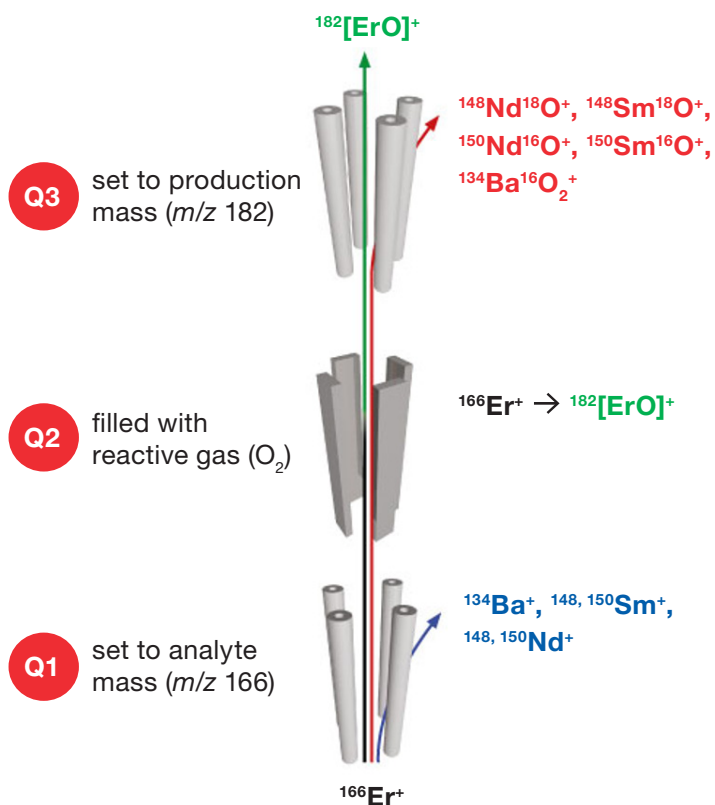 ¹⁸²[ErO]⁺
¹⁴⁸Nd¹⁸O⁺, ¹⁴⁸Sm¹⁸O⁺,
¹⁵⁰Nd¹⁶O⁺, ¹⁵⁰Sm¹⁶O⁺,
¹³⁴Ba¹⁶O₂⁺
Q3
set to production
mass (m/z 182)
Q2
filled with
reactive gas (O₂)
¹⁶⁶Er⁺ → ¹⁸²[ErO]⁺
Q1
set to analyte
mass (m/z 166)
¹³⁴Ba⁺, ¹⁴⁸, ¹⁵⁰Sm⁺,
¹⁴⁸, ¹⁵⁰Nd⁺
¹⁶⁶Er⁺